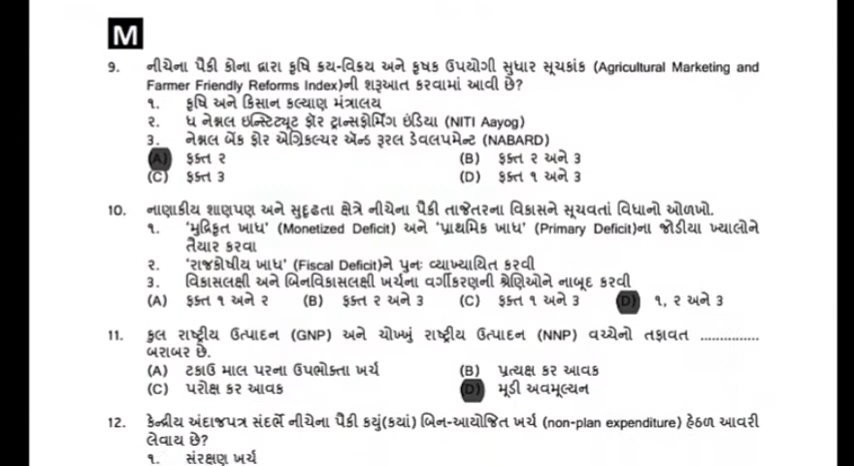 M
9. નીચેના પૈકી કોના દ્વારા કૃષિ ક્રય-વિક્રય અને કૃષક ઉપયોગી સુધાર સૂચકાંક (Agricultural Marketing and
Farmer Friendly Reforms Index)ની શરૂઆત કરવામાં આવી છે?
૧. કૃષિ અને કિસાન કલ્યાણ મંત્રાલય
૨. ધ નેશનલ ઇન્સ્ટિટ્યૂટ ફૉર ટ્રાન્સફોર્મિંગ ઇંડિયા (NITI Aayog)
૩. નેશનલ બેંક ફોર એગ્રિકલ્ચર ઍન્ડ રૂરલ ડેવલપમેન્ટ (NABARD)
(A) ફક્ત ૨ (B) ફક્ત ૨ અને ૩
(C) ફક્ત ૩ (D) ફક્ત ૧ અને ૩
10. નાણાકીય શાણપણ અને સુદૃઢતા ક્ષેત્રે નીચેના પૈકી તાજેતરના વિકાસને સૂચવતાં વિધાનો ઓળખો.
૧. 'મુદ્રિકૃત ખાધ' (Monetized Deficit) અને 'પ્રાથમિક ખાધ' (Primary Deficit)ના જોડીયા ખ્યાલોને
તૈયાર કરવા
૨. 'રાજકોષીય ખાધ' (Fiscal Deficit)ને પુનઃ વ્યાખ્યાયિત કરવી
૩. વિકાસલક્ષી અને બિનવિકાસલક્ષી ખર્ચના વર્ગીકરણની શ્રેણિઓને નાબૂદ કરવી
(A) ફક્ત ૧ અને ૨ (B) ફક્ત ૨ અને ૩ (C) ફક્ત ૧ અને ૩ (D) ૧, ૨ અને ૩
11. કુલ રાષ્ટ્રીય ઉત્પાદન (GNP) અને ચોખ્ખું રાષ્ટ્રીય ઉત્પાદન (NNP) વચ્ચેનો તફાવત ...............
બરાબર છે.
(A) ટકાઉ માલ પરના ઉપભોક્તા ખર્ચ (B) પ્રત્યક્ષ કર આવક
(C) પરોક્ષ કર આવક (D) મૂડી અવમૂલ્યન
12. કેન્દ્રીય અંદાજપત્ર સંદર્ભે નીચેના પૈકી કયું(કયાં) બિન-આયોજિત ખર્ચ (non-plan expenditure) હેઠળ આવરી
લેવાય છે?
૧. સંરક્ષણ ખર્ચ